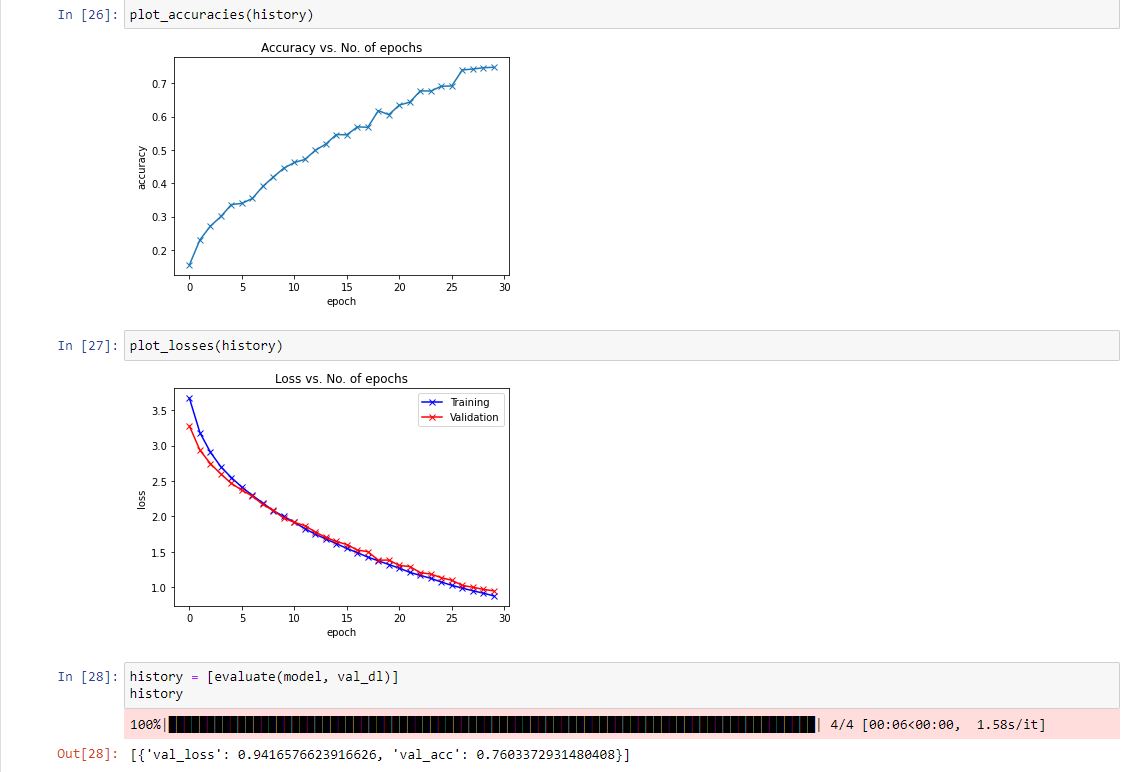 In [26]: plot_accuracies(history)
Accuracy vs. No. of epochs
0.7
0.6
0.5
0.4
0.3
0.2
accuracy
0 5 10 15 20 25 30
epoch
In [27]: plot_losses(history)
Loss vs. No. of epochs
Training
Validation
3.5
3.0
2.5
2.0
1.5
1.0
loss
0 5 10 15 20 25 30
epoch
In [28]: history = [evaluate(model, val_dl)]
history
100%| | 4/4 [00:06<00:00, 1.58s/it]
Out[28]: [{'val_loss': 0.9416576623916626, 'val_acc': 0.7603372931480408}]